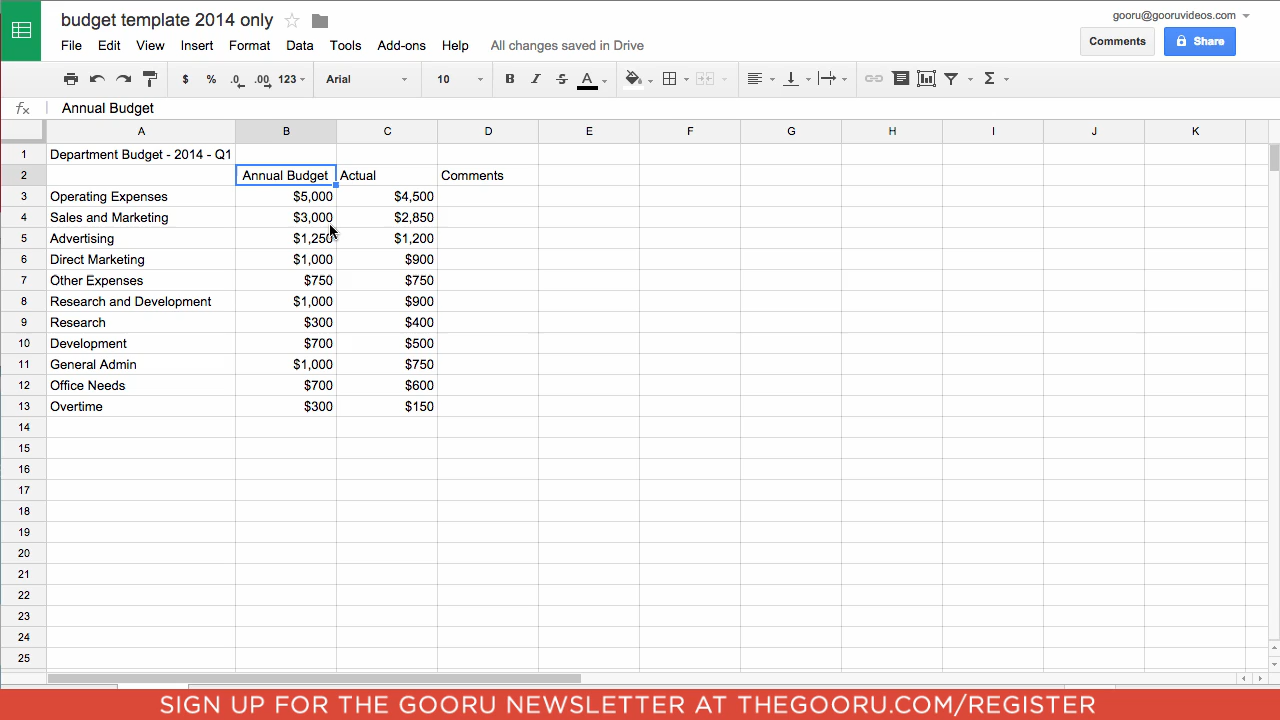 budget template 2014 only
gooru@gooruvideos.com
File Edit View Insert Format Data Tools Add-ons Help All changes saved in Drive
Comments Share
$ % .0 .00 123 Arial 10 B I S A Σ
fx Annual Budget
A B C D E F G H I J K
1 Department Budget - 2014 - Q1
2 Annual Budget Actual Comments
3 Operating Expenses $5,000 $4,500
4 Sales and Marketing $3,000 $2,850
5 Advertising $1,250 $1,200
6 Direct Marketing $1,000 $900
7 Other Expenses $750 $750
8 Research and Development $1,000 $900
9 Research $300 $400
10 Development $700 $500
11 General Admin $1,000 $750
12 Office Needs $700 $600
13 Overtime $300 $150
14
15
16
17
18
19
20
21
22
23
24
25
SIGN UP FOR THE GOORU NEWSLETTER AT THEGOORU.COM/REGISTER